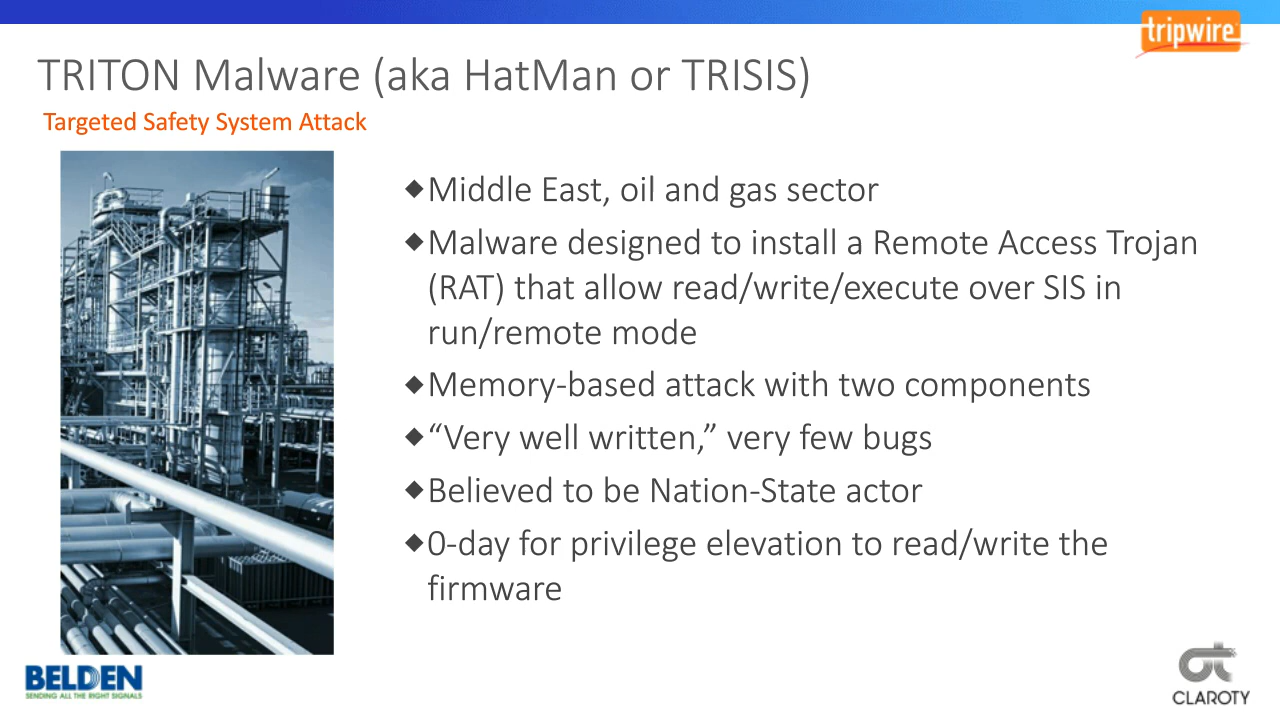 tripwire
TRITON Malware (aka HatMan or TRISIS)
Targeted Safety System Attack
Middle East, oil and gas sector
Malware designed to install a Remote Access Trojan
(RAT) that allow read/write/execute over SIS in
run/remote mode
Memory-based attack with two components
“Very well written,” very few bugs
Believed to be Nation-State actor
0-day for privilege elevation to read/write the
firmware
BELDEN
SENDING ALL THE RIGHT SIGNALS
CLAROTY